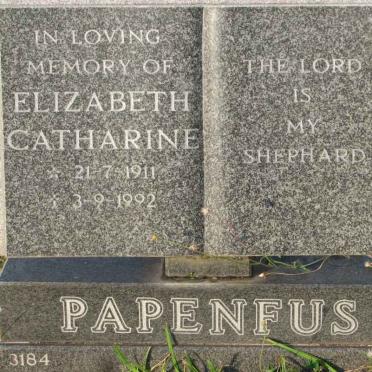 IN LOVING
MEMORY OF
ELIZABETH
CATHARINE
☆ 21-7-1911
✝ 3-9-1992
THE LORD
IS
MY
SHEPHARD
PAPENFUS
3184